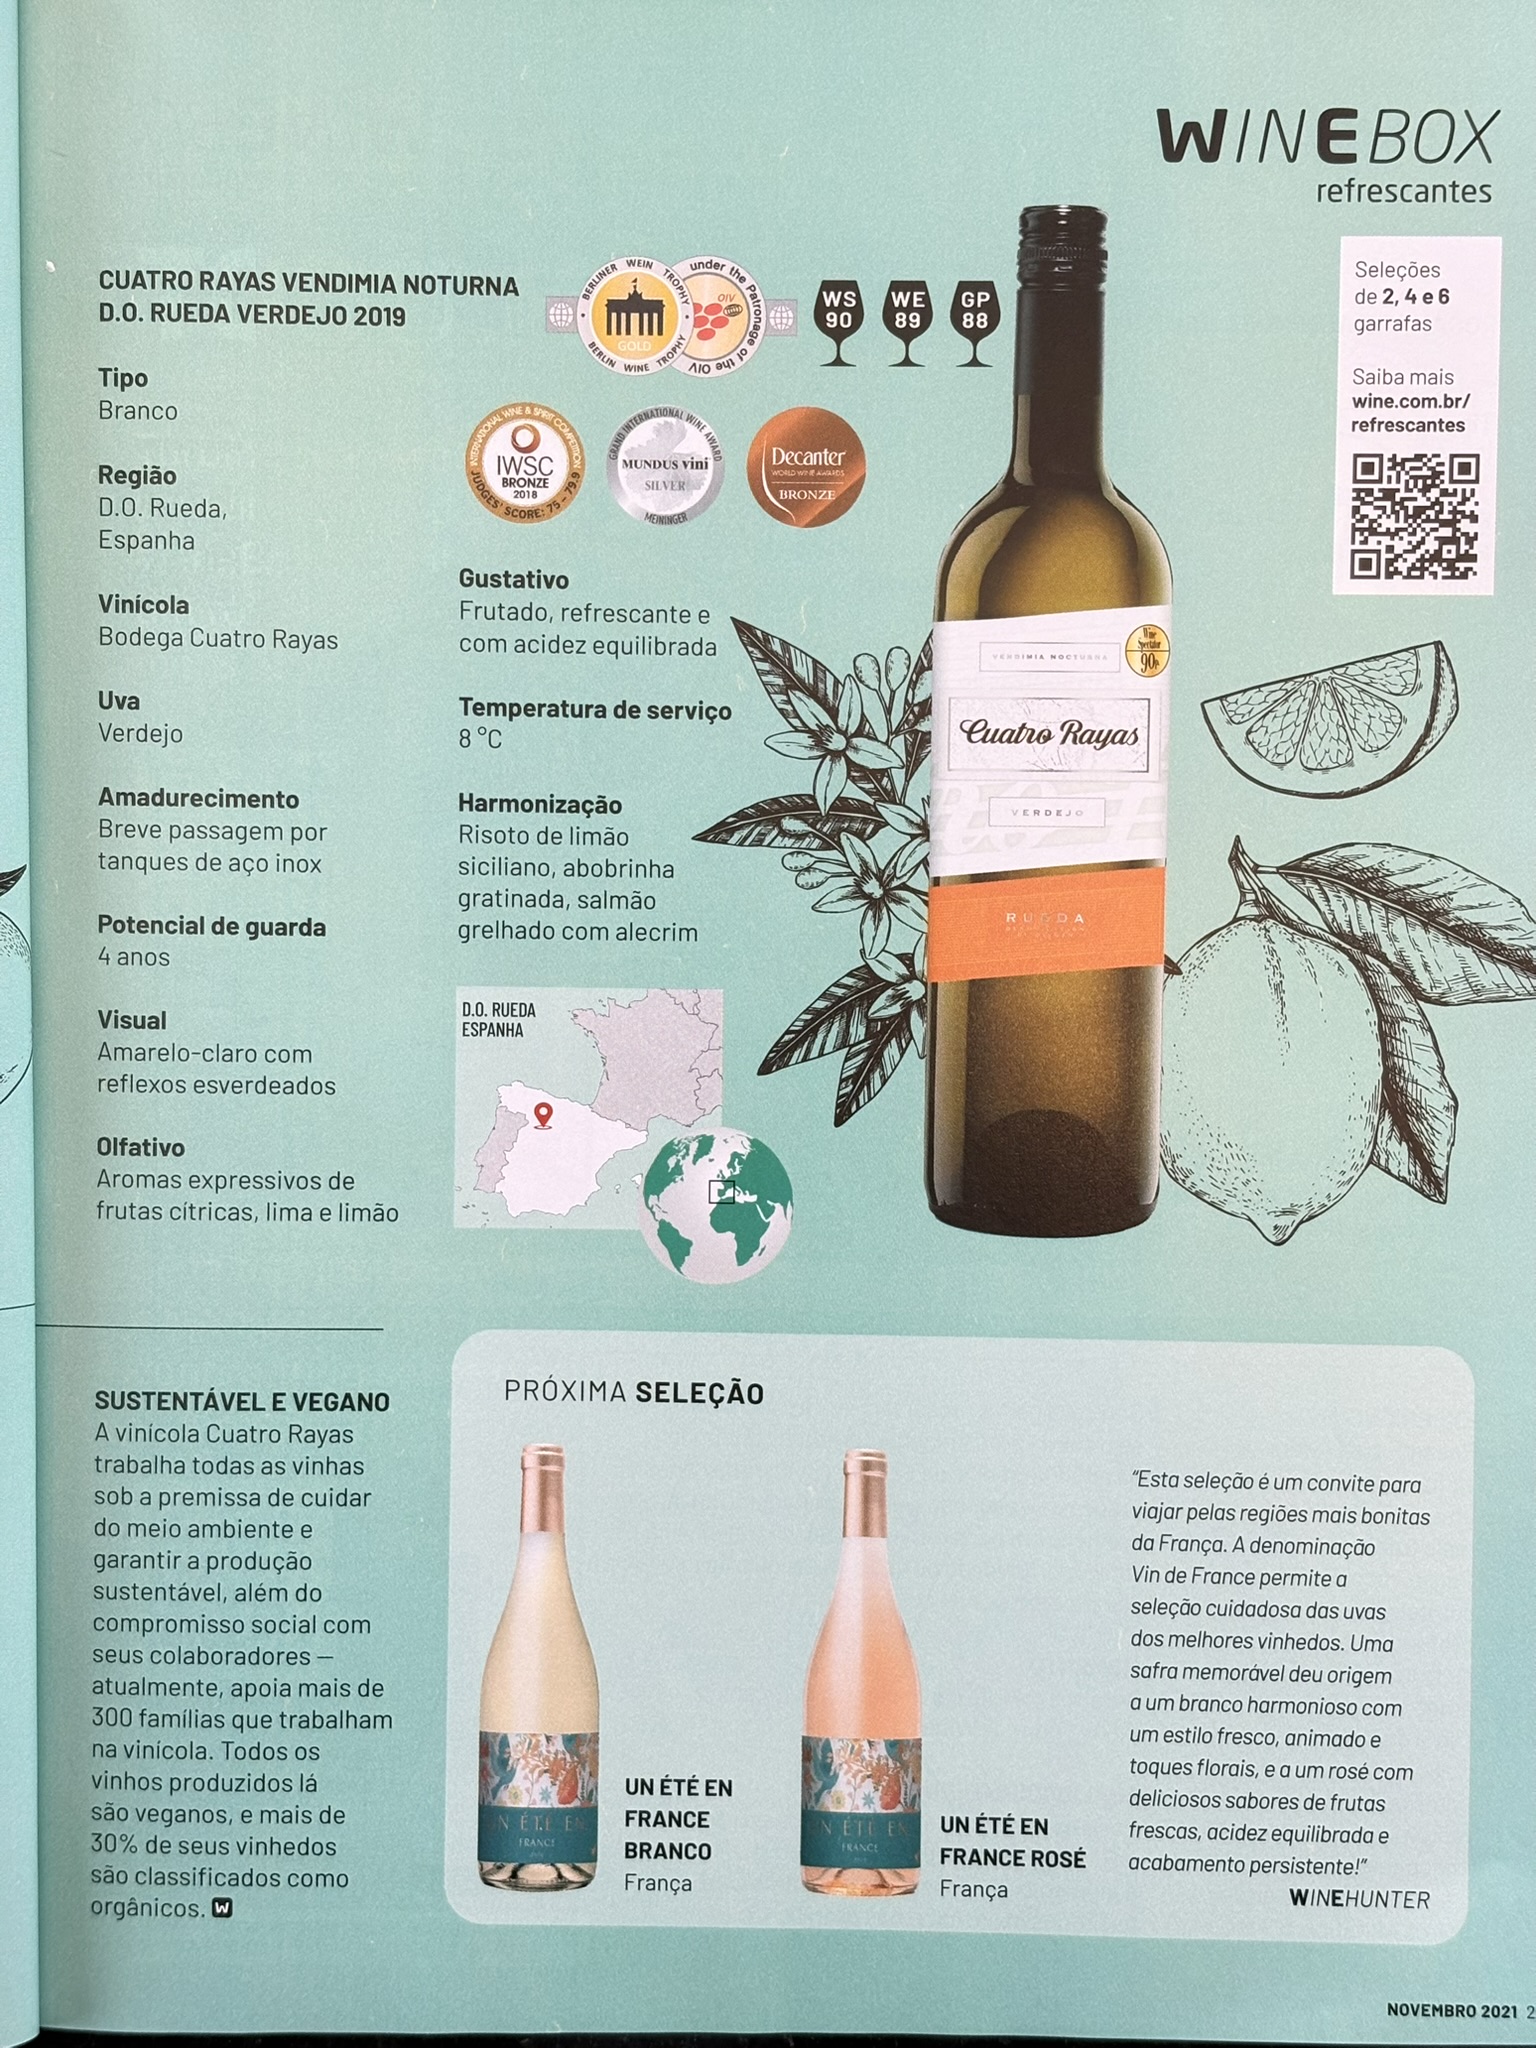 WINEBOX
refrescantes
Seleções
de 2, 4 e 6
garrafas
Saiba mais
wine.com.br/
refrescantes
CUATRO RAYAS VENDIMIA NOTURNA
D.O. RUEDA VERDEJO 2019
BERLINER WEIN TROPHY
GOLD
BERLIN WINE TROPHY
under the Patronage of the OIV
OIV
WS
90
WE
89
GP
88
INTERNATIONAL WINE & SPIRIT COMPETITION
IWSC
BRONZE
2018
JUDGES' SCORE: 75 - 79.9
GRAND INTERNATIONAL WINE AWARD
MUNDUS vini
SILVER
MEININGER
Decanter
WORLD WINE AWARDS
BRONZE
Tipo
Branco
Região
D.O. Rueda,
Espanha
Vinícola
Bodega Cuatro Rayas
Uva
Verdejo
Amadurecimento
Breve passagem por
tanques de aço inox
Potencial de guarda
4 anos
Visual
Amarelo-claro com
reflexos esverdeados
Olfativo
Aromas expressivos de
frutas cítricas, lima e limão
Gustativo
Frutado, refrescante e
com acidez equilibrada
Temperatura de serviço
8 °C
Harmonização
Risoto de limão
siciliano, abobrinha
gratinada, salmão
grelhado com alecrim
D.O. RUEDA
ESPANHA
VENDIMIA NOCTURNA
Wine
Spectator
90p.
Cuatro Rayas
VERDEJO
RUEDA
SUSTENTÁVEL E VEGANO
A vinícola Cuatro Rayas
trabalha todas as vinhas
sob a premissa de cuidar
do meio ambiente e
garantir a produção
sustentável, além do
compromisso social com
seus colaboradores —
atualmente, apoia mais de
300 famílias que trabalham
na vinícola. Todos os
vinhos produzidos lá
são veganos, e mais de
30% de seus vinhedos
são classificados como
orgânicos. W
PRÓXIMA SELEÇÃO
UN ÉTÉ EN
FRANCE
UN ÉTÉ EN
FRANCE
BRANCO
França
UN ÉTÉ EN
FRANCE
UN ÉTÉ EN
FRANCE ROSÉ
França
"Esta seleção é um convite para
viajar pelas regiões mais bonitas
da França. A denominação
Vin de France permite a
seleção cuidadosa das uvas
dos melhores vinhedos. Uma
safra memorável deu origem
a um branco harmonioso com
um estilo fresco, animado e
toques florais, e a um rosé com
deliciosos sabores de frutas
frescas, acidez equilibrada e
acabamento persistente!"
WINEHUNTER
NOVEMBRO 2021 2